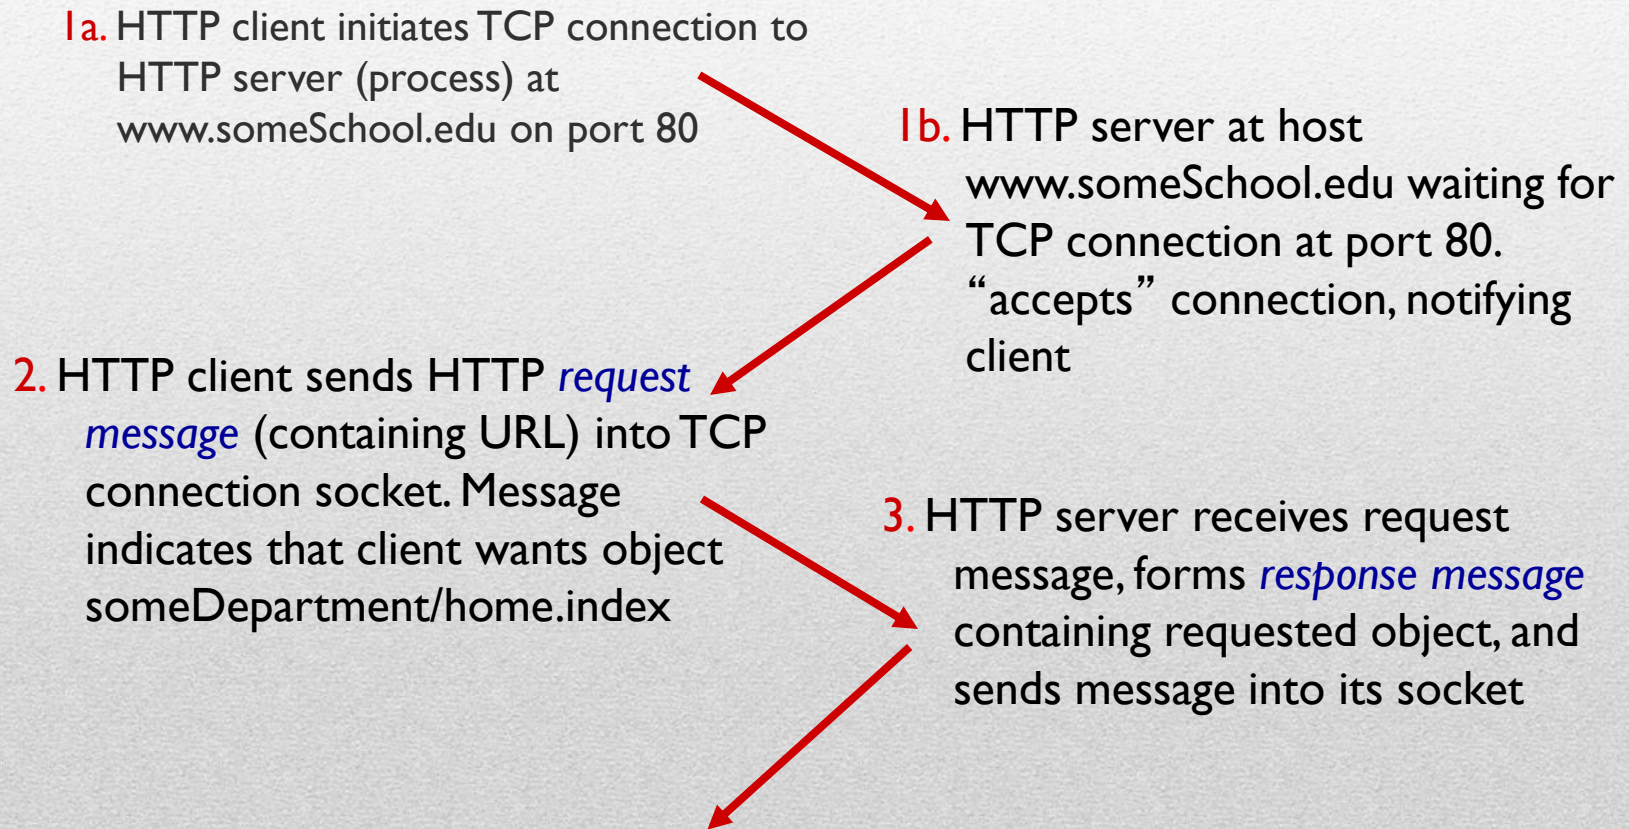 1a. HTTP client initiates TCP connection to
HTTP server (process) at
www.someSchool.edu on port 80
1b. HTTP server at host
www.someSchool.edu waiting for
TCP connection at port 80.
“accepts” connection, notifying
client
2. HTTP client sends HTTP request
message (containing URL) into TCP
connection socket. Message
indicates that client wants object
someDepartment/home.index
3. HTTP server receives request
message, forms response message
containing requested object, and
sends message into its socket